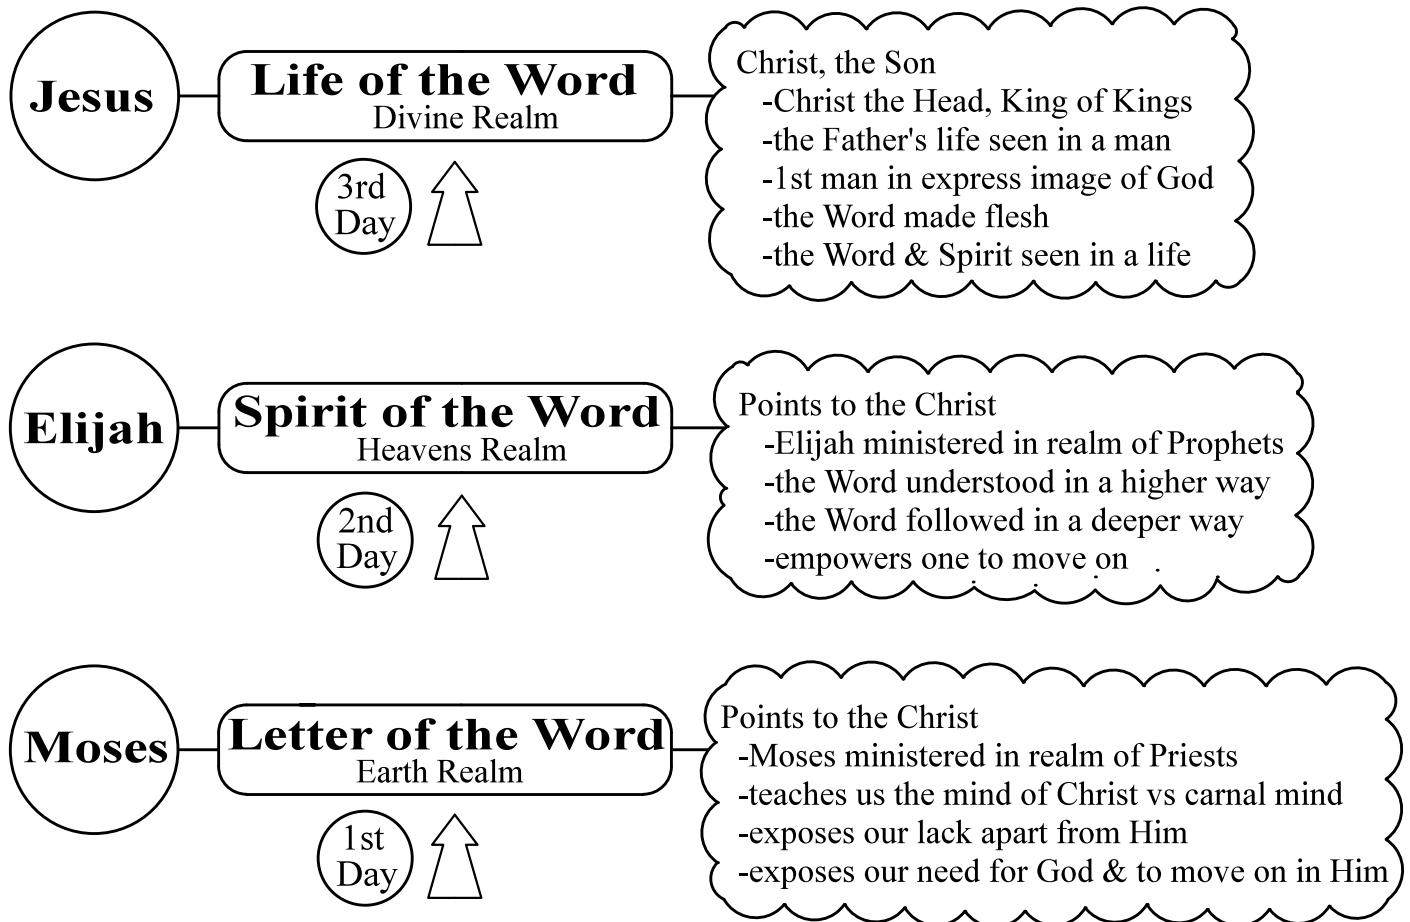 Jesus
Life of the Word
Divine Realm
3rd
Day
Christ, the Son
-Christ the Head, King of Kings
-the Father's life seen in a man
-1st man in express image of God
-the Word made flesh
-the Word & Spirit seen in a life
Elijah
Spirit of the Word
Heavens Realm
2nd
Day
Points to the Christ
-Elijah ministered in realm of Prophets
-the Word understood in a higher way
-the Word followed in a deeper way
-empowers one to move on
Moses
Letter of the Word
Earth Realm
1st
Day
Points to the Christ
-Moses ministered in realm of Priests
-teaches us the mind of Christ vs carnal mind
-exposes our lack apart from Him
-exposes our need for God & to move on in Him